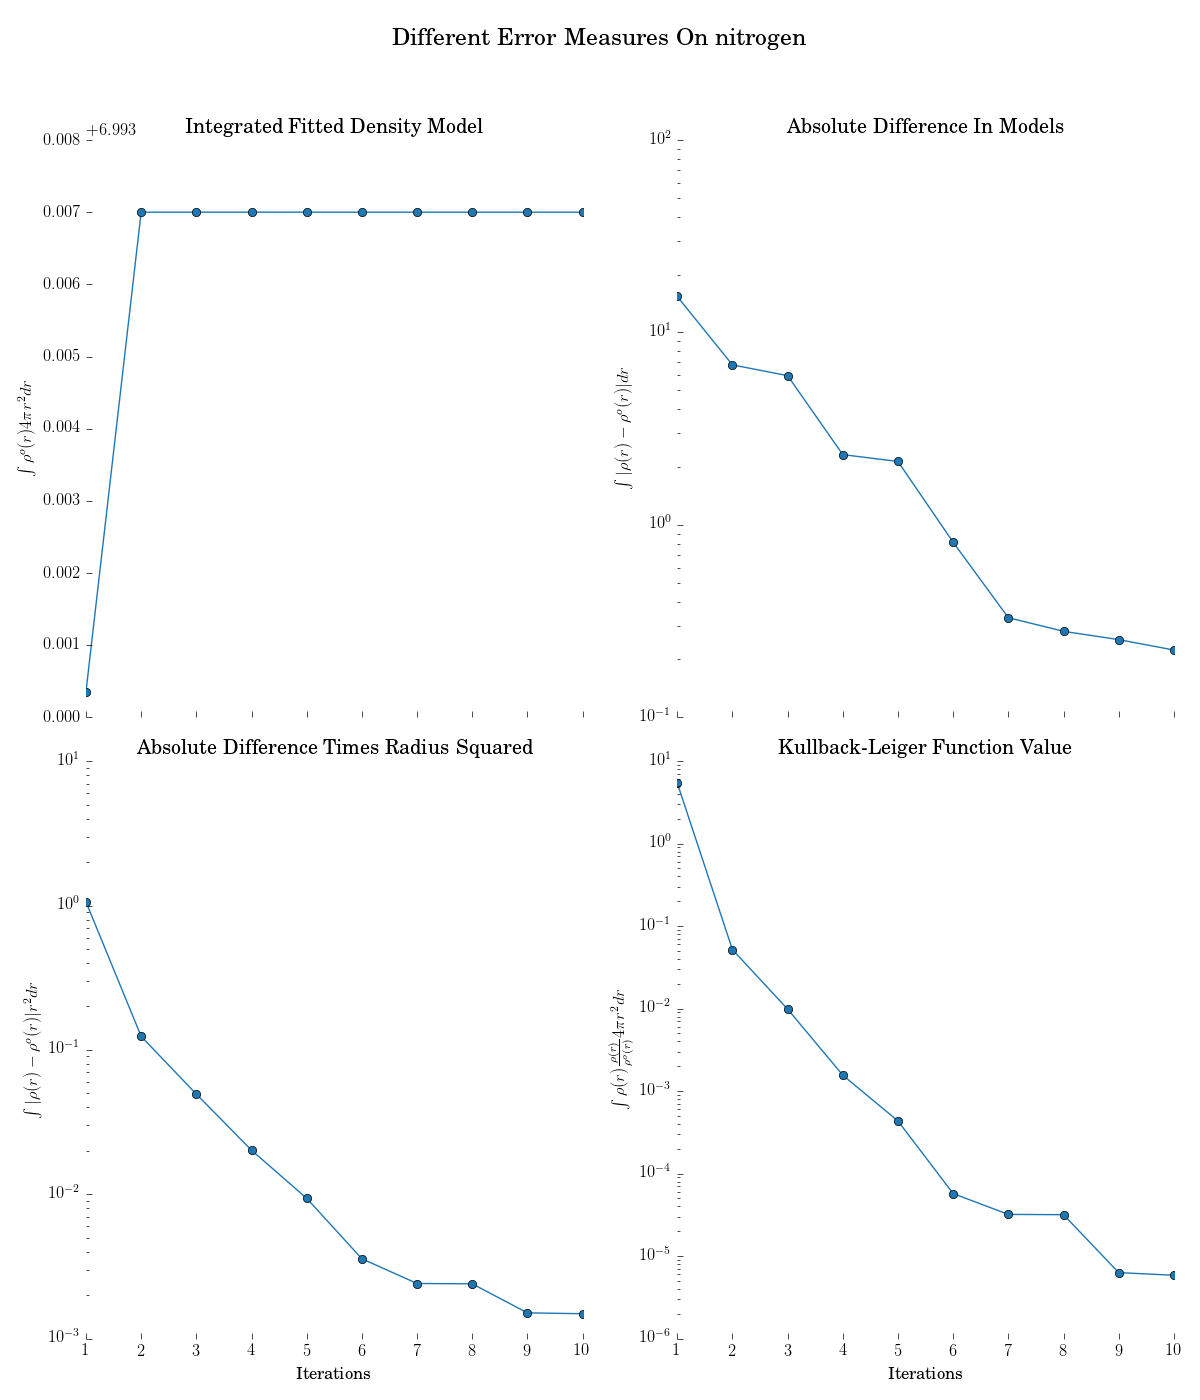 Different Error Measures On nitrogen
Integrated Fitted Density Model
+6.993
0.008
0.007
0.006
0.005
0.004
0.003
0.002
0.001
0.000
∫ ρ^o(r)4πr^2dr
Absolute Difference In Models
10^2
10^1
10^0
10^−1
∫ |ρ(r) − ρ^o(r)|dr
Absolute Difference Times Radius Squared
10^1
10^0
10^−1
10^−2
10^−3
∫ |ρ(r) − ρ^o(r)|r^2dr
1 2 3 4 5 6 7 8 9 10
Iterations
Kullback-Leiger Function Value
10^1
10^0
10^−1
10^−2
10^−3
10^−4
10^−5
10^−6
∫ ρ(r) ρ(r)/ρ^o(r) 4πr^2dr
1 2 3 4 5 6 7 8 9 10
Iterations